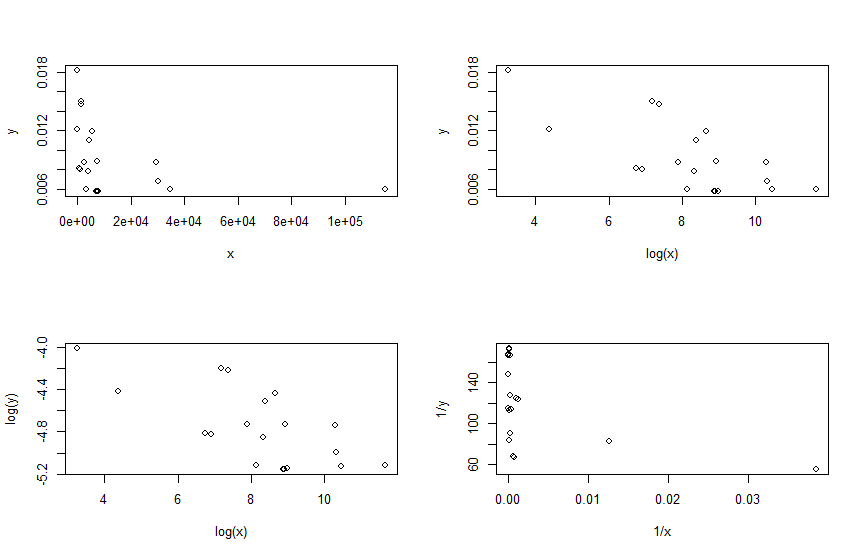 0.018
0.012
0.006
y
0e+00 2e+04 4e+04 6e+04 8e+04 1e+05
x
0.018
0.012
0.006
y
4 6 8 10
log(x)
-4.0
-4.4
-4.8
-5.2
log(y)
4 6 8 10
log(x)
140
100
60
1/y
0.00 0.01 0.02 0.03
1/x